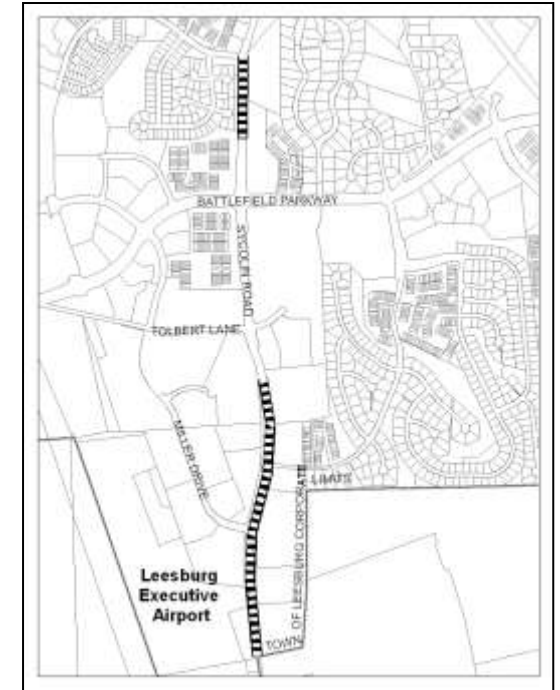 BATTLEFIELD PARKWAY
SYCOLIN ROAD
TOLBERT LANE
MILLER DRIVE
LIMITS
TOWN OF LEESBURG CORPORATE
Leesburg
Executive
Airport